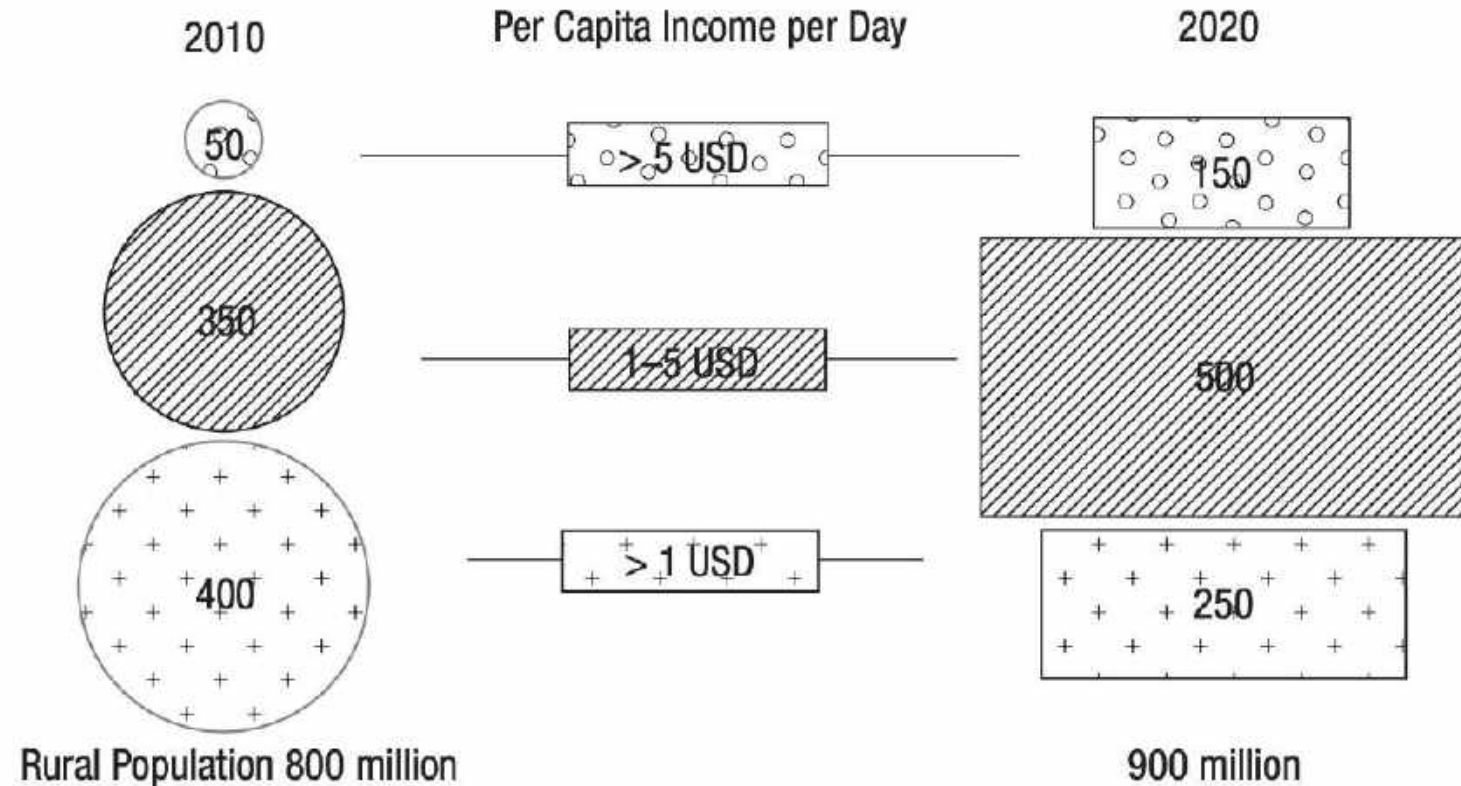 2010 Per Capita Income per Day 2020
50 > 5 USD 150
350 1–5 USD 500
400 > 1 USD 250
Rural Population 800 million 900 million